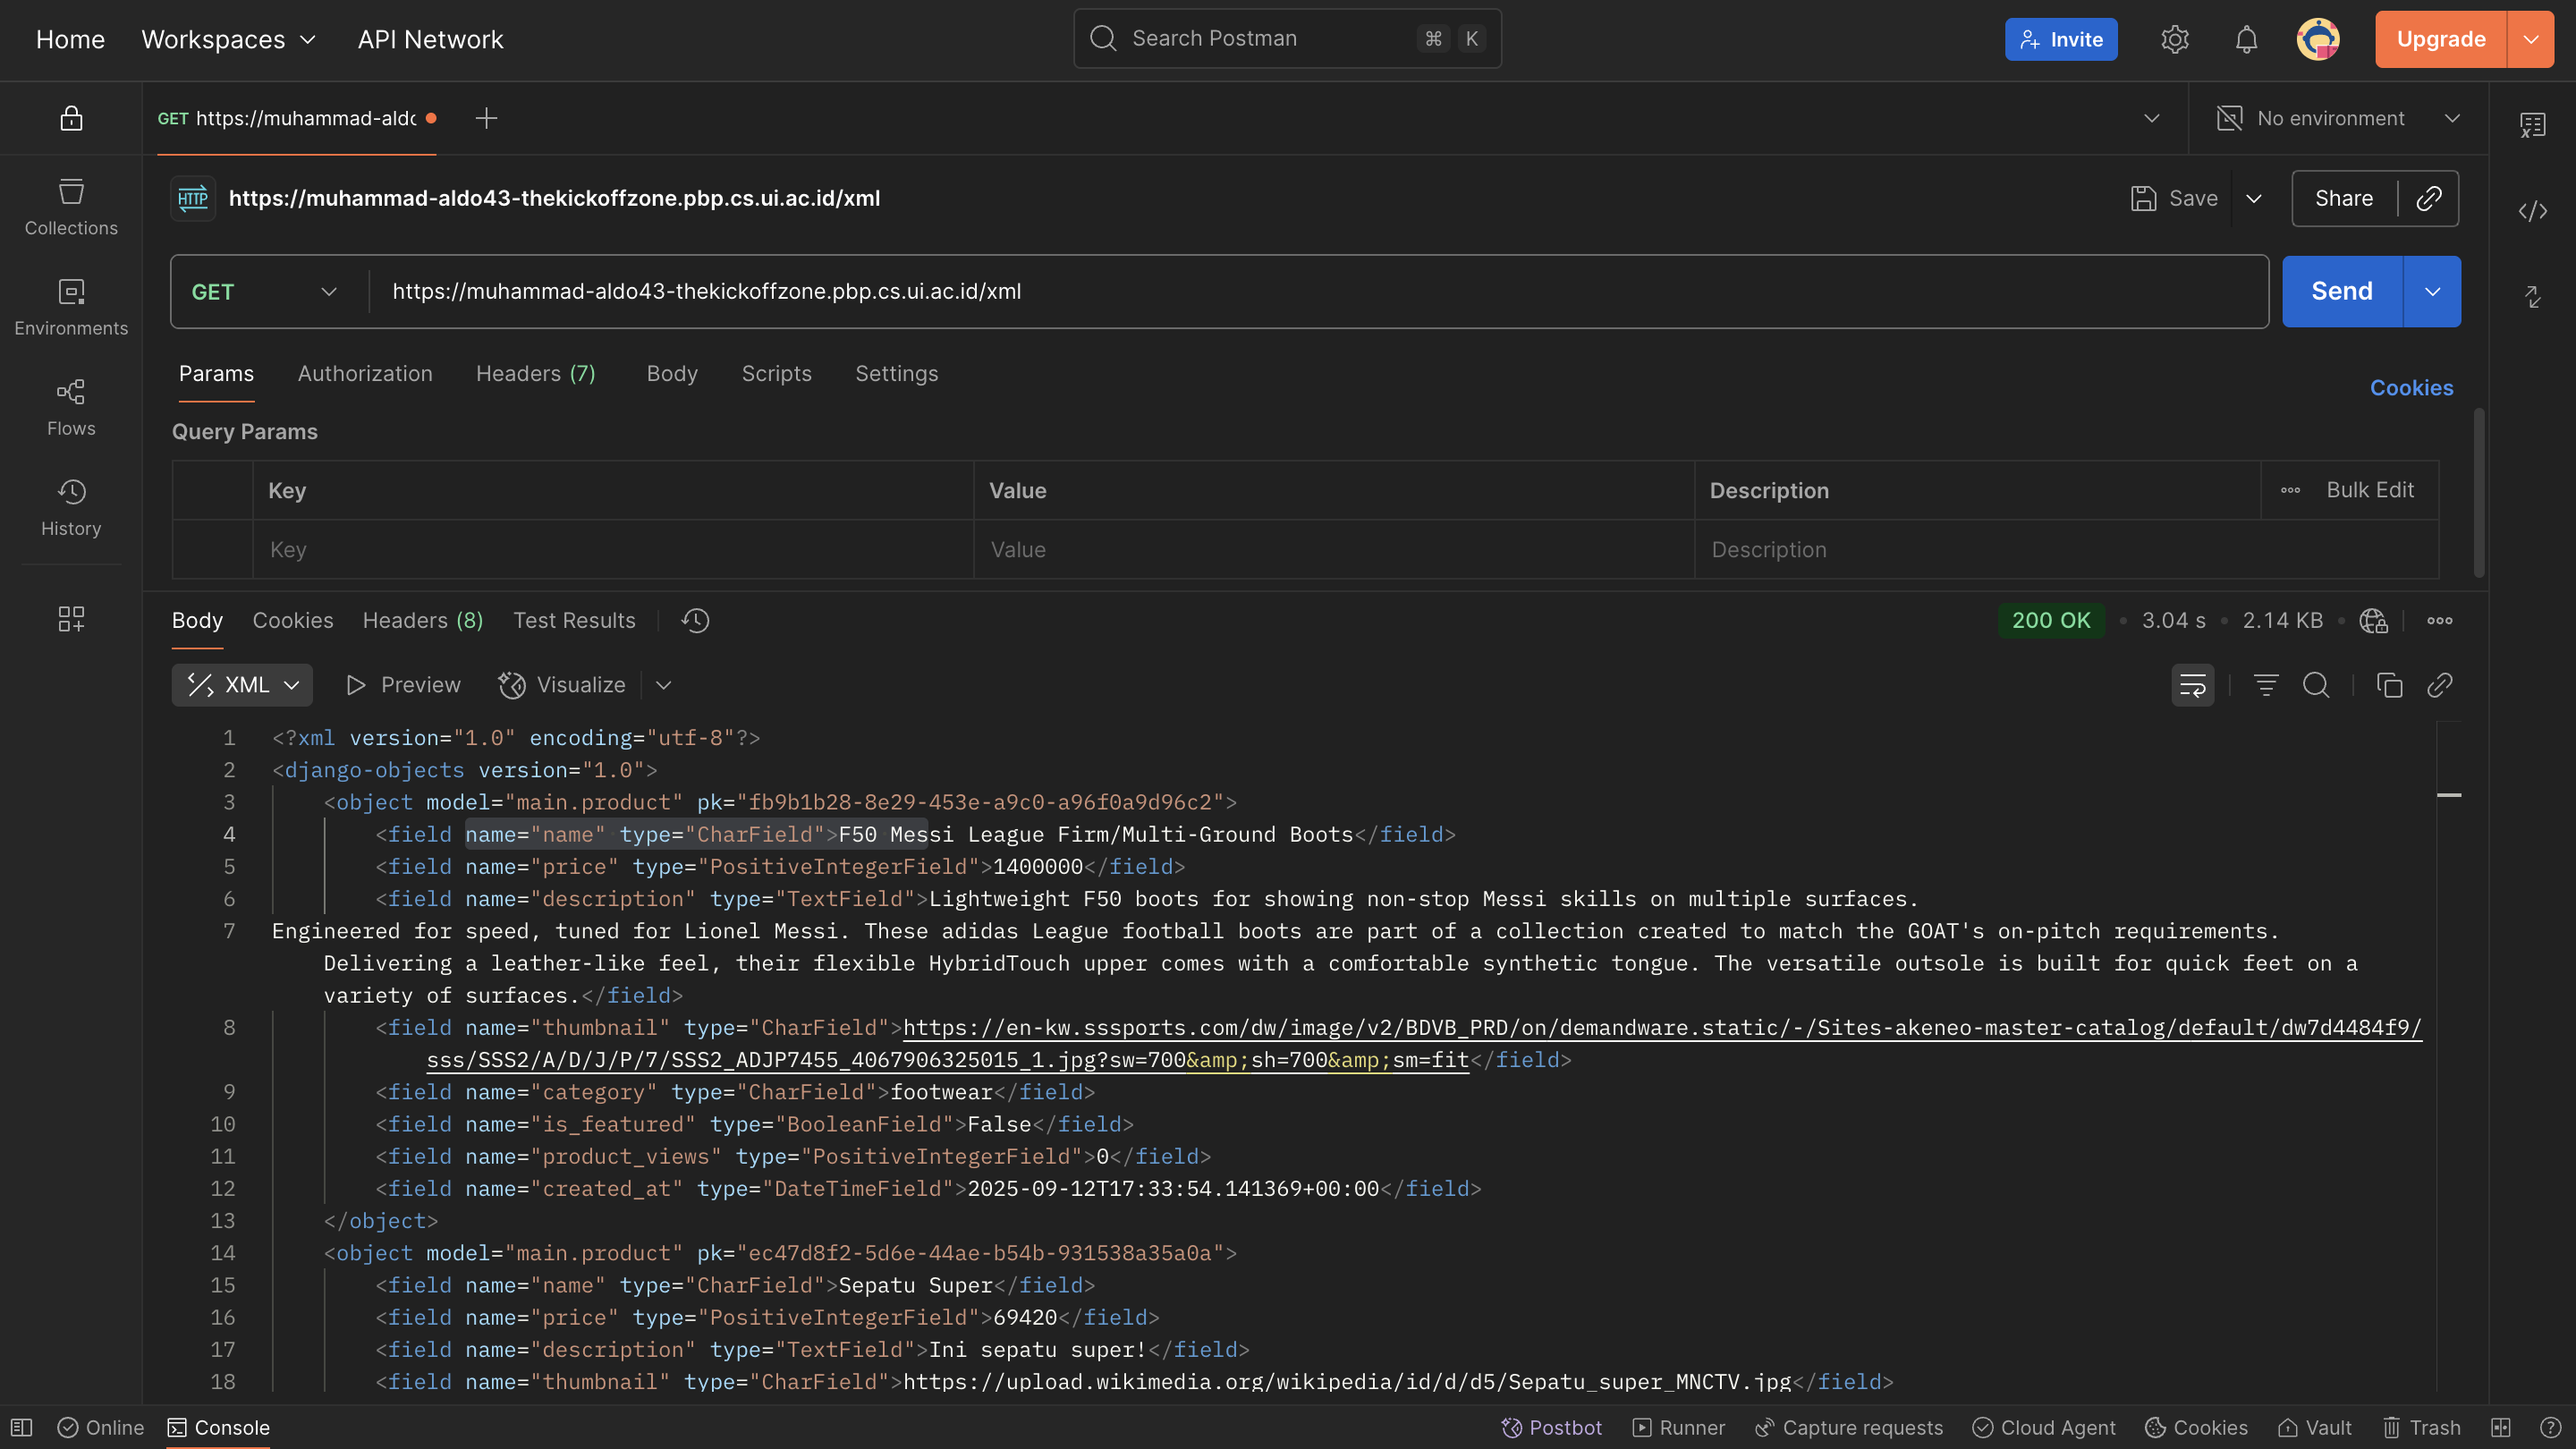 Home Workspaces API Network Search Postman ⌘ K Invite Upgrade
GET https://muhammad-aldo No environment
HTTP https://muhammad-aldo43-thekickoffzone.pbp.cs.ui.ac.id/xml Save Share
Collections
Environments
Flows
History
GET https://muhammad-aldo43-thekickoffzone.pbp.cs.ui.ac.id/xml Send
Params Authorization Headers (7) Body Scripts Settings Cookies
Query Params
Key Value Description Bulk Edit
Key Value Description
Body Cookies Headers (8) Test Results 200 OK • 3.04 s • 2.14 KB •
XML Preview Visualize
1 <?xml version="1.0" encoding="utf-8"?>
2 <django-objects version="1.0">
3 <object model="main.product" pk="fb9b1b28-8e29-453e-a9c0-a96f0a9d96c2">
4 <field name="name" type="CharField">F50 Messi League Firm/Multi-Ground Boots</field>
5 <field name="price" type="PositiveIntegerField">1400000</field>
6 <field name="description" type="TextField">Lightweight F50 boots for showing non-stop Messi skills on multiple surfaces.
7 Engineered for speed, tuned for Lionel Messi. These adidas League football boots are part of a collection created to match the GOAT's on-pitch requirements.
Delivering a leather-like feel, their flexible HybridTouch upper comes with a comfortable synthetic tongue. The versatile outsole is built for quick feet on a
variety of surfaces.</field>
8 <field name="thumbnail" type="CharField">https://en-kw.sssports.com/dw/image/v2/BDVB_PRD/on/demandware.static/-/Sites-akeneo-master-catalog/default/dw7d4484f9/
sss/SSS2/A/D/J/P/7/SSS2_ADJP7455_4067906325015_1.jpg?sw=700&amp;sh=700&amp;sm=fit</field>
9 <field name="category" type="CharField">footwear</field>
10 <field name="is_featured" type="BooleanField">False</field>
11 <field name="product_views" type="PositiveIntegerField">0</field>
12 <field name="created_at" type="DateTimeField">2025-09-12T17:33:54.141369+00:00</field>
13 </object>
14 <object model="main.product" pk="ec47d8f2-5d6e-44ae-b54b-931538a35a0a">
15 <field name="name" type="CharField">Sepatu Super</field>
16 <field name="price" type="PositiveIntegerField">69420</field>
17 <field name="description" type="TextField">Ini sepatu super!</field>
18 <field name="thumbnail" type="CharField">https://upload.wikimedia.org/wikipedia/id/d/d5/Sepatu_super_MNCTV.jpg</field>
Online Console Postbot Runner Capture requests Cloud Agent Cookies Vault Trash